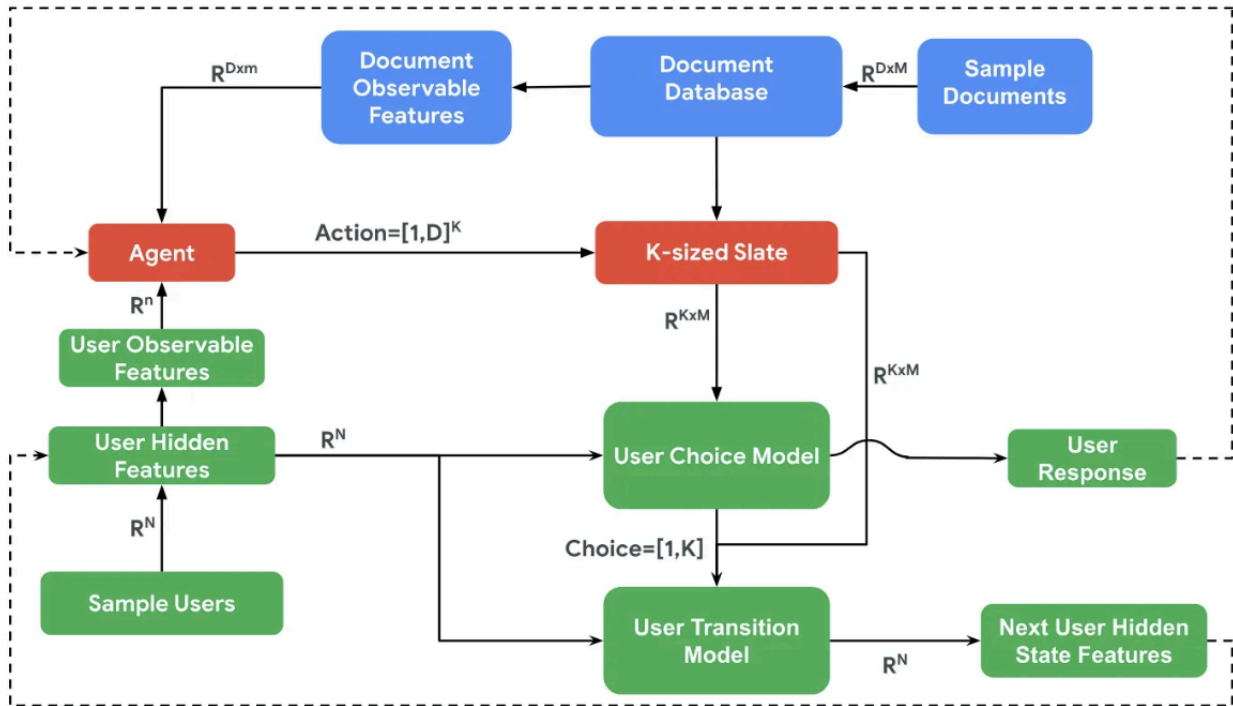 Document
Observable
Features
R^Dxm
Document
Database
R^DxM
Sample
Documents
Agent
Action=[1,D]^K
K-sized Slate
R^n
User Observable
Features
R^KxM
R^KxM
User Hidden
Features
R^N
User Choice Model
User
Response
R^N
Choice=[1,K]
Sample Users
User Transition
Model
R^N
Next User Hidden
State Features